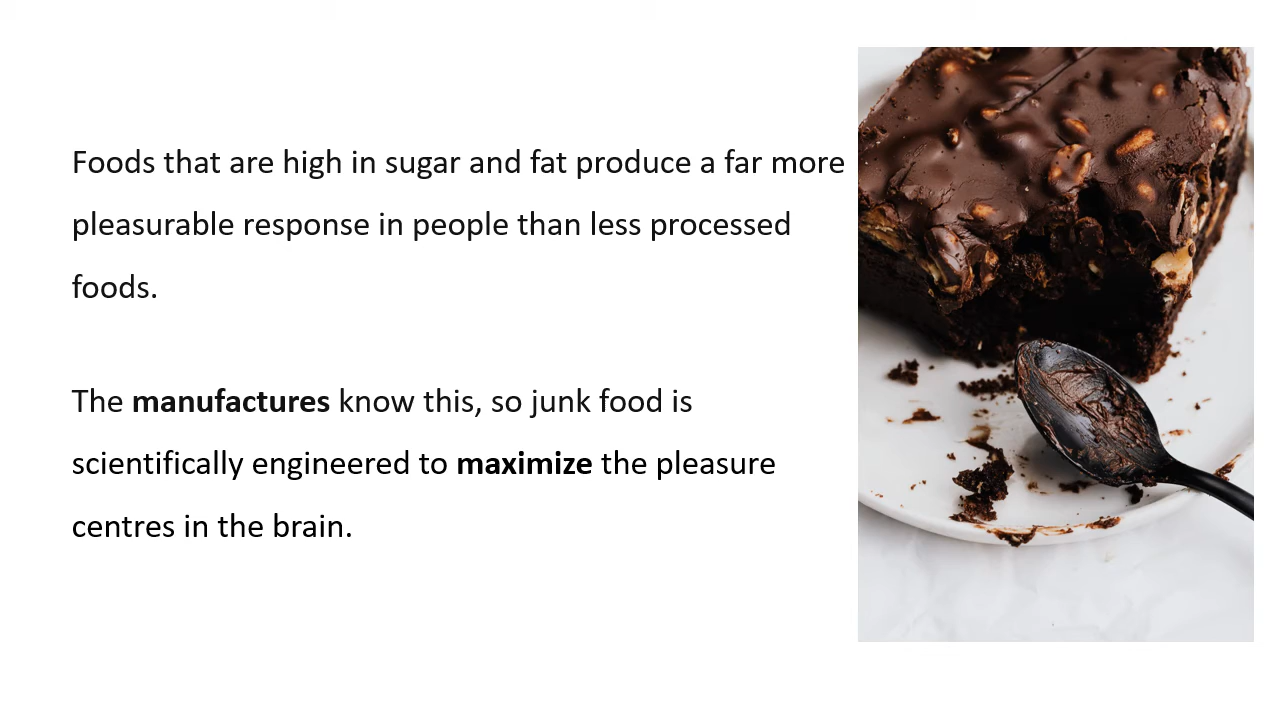 Foods that are high in sugar and fat produce a far more
pleasurable response in people than less processed
foods.
The manufactures know this, so junk food is
scientifically engineered to maximize the pleasure
centres in the brain.